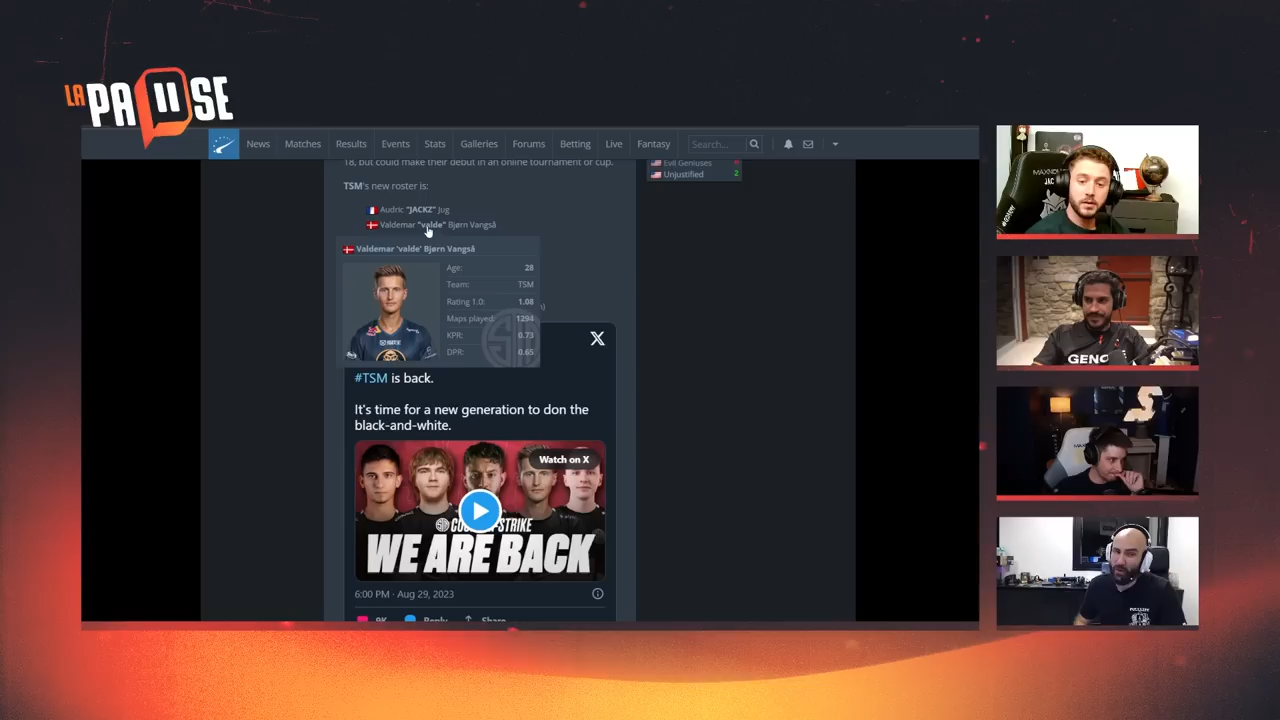 LA PAUSE
News Matches Results Events Stats Galleries Forums Betting Live Fantasy Search...
18, but could make their debut in an online tournament or cup.
Evil Geniuses
Unjustified 2
TSM's new roster is:
Audric "JACKZ" Jug
Valdemar "valde" Bjørn Vangså
Valdemar 'valde' Bjørn Vangså
Age: 28
Team: TSM
Rating 1.0: 1.08
Maps played: 1294
KPR: 0.73
DPR: 0.65
#TSM is back.
It's time for a new generation to don the
black-and-white.
Watch on X
WE ARE BACK
6:00 PM · Aug 29, 2023
9K Reply Share